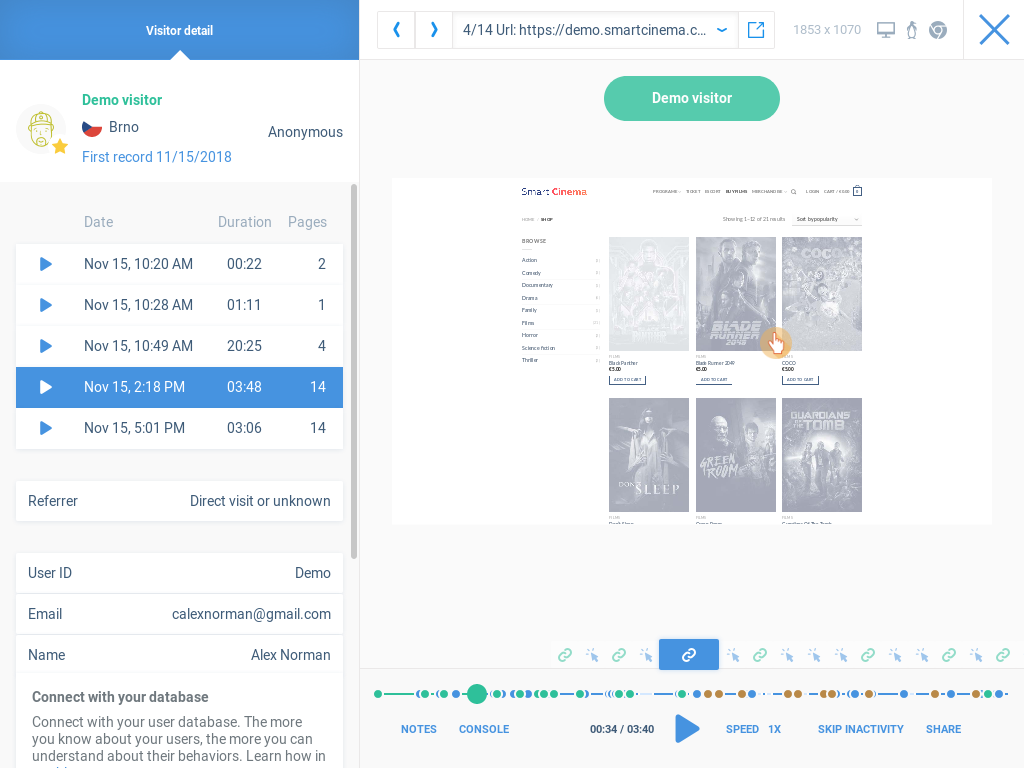 Visitor detail
4/14 Url: https://demo.smartcinema.c...
1853 x 1070
Demo visitor
Brno
Anonymous
First record 11/15/2018
Demo visitor
Date Duration Pages
Nov 15, 10:20 AM 00:22 2
Nov 15, 10:28 AM 01:11 1
Nov 15, 10:49 AM 20:25 4
Nov 15, 2:18 PM 03:48 14
Nov 15, 5:01 PM 03:06 14
Referrer Direct visit or unknown
User ID Demo
Email calexnorman@gmail.com
Name Alex Norman
Connect with your database
Connect with your user database. The more
you know about your users, the more you can
understand about their behaviors. Learn how in
Smart Cinema
PROGRAME TICKET ESCORT BUY FILMS MERCHANDISE LOGIN CART / €0.00 0
HOME / SHOP
Showing 1–12 of 21 results Sort by popularity
BROWSE
Action
Comedy
Documentary
Drama
Family
Films
Horror
Science fiction
Thriller
COCO
BLADE
RUNNER
2049
FILMS FILMS FILMS
Black Panther Blade Runner 2049 COCO
€5.00 €5.00 €5.00
ADD TO CART ADD TO CART ADD TO CART
DON'T
SLEEP
GREEN
ROOM
GUARDIANS
OF THE
TOMB
FILMS FILMS FILMS
NOTES CONSOLE 00:34 / 03:40 SPEED 1X SKIP INACTIVITY SHARE